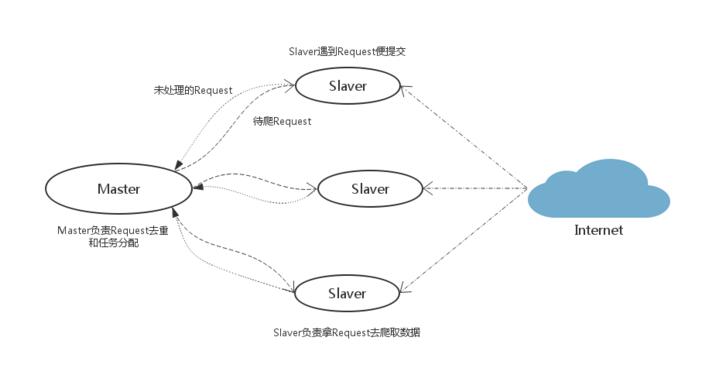 Slaver遇到Request便提交
Slaver
未处理的Request
待爬Request
Master
Slaver
Internet
Master负责Request去重
和任务分配
Slaver
Slaver负责拿Request去爬取数据